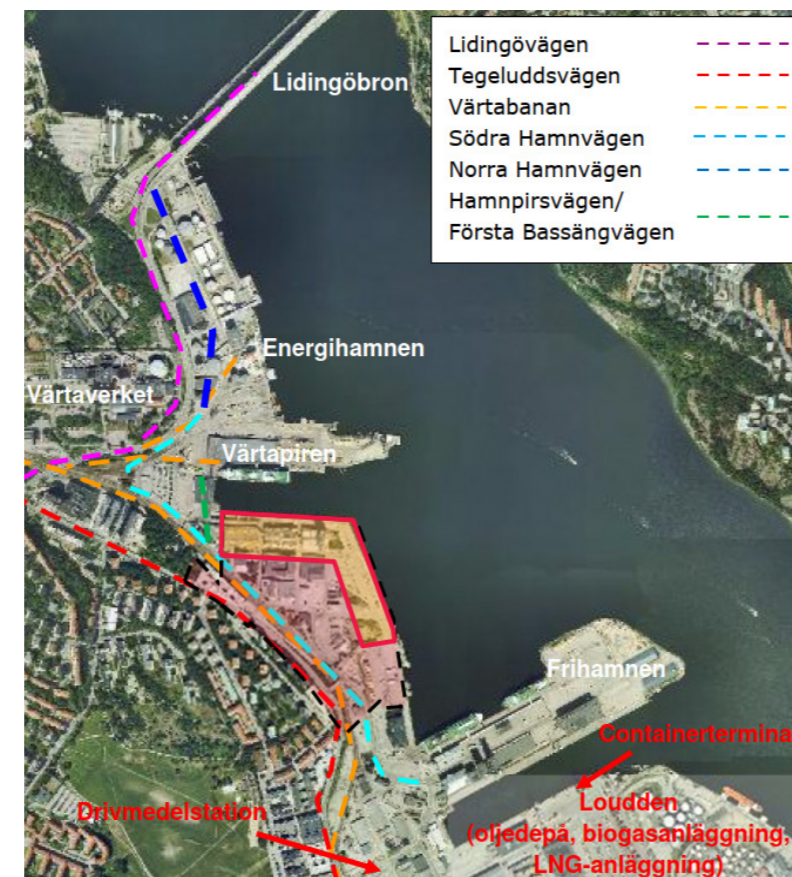 Lidingövägen
Tegeluddsvägen
Värtabanan
Södra Hamnvägen
Norra Hamnvägen
Hamnpirsvägen/
Första Bassängvägen
Lidingöbron
Energihamnen
Värtaverket
Värtapiren
Frihamnen
Containertermina
Drivmedelstation
Loudden
(oljedepå, biogasanläggning,
LNG-anläggning)